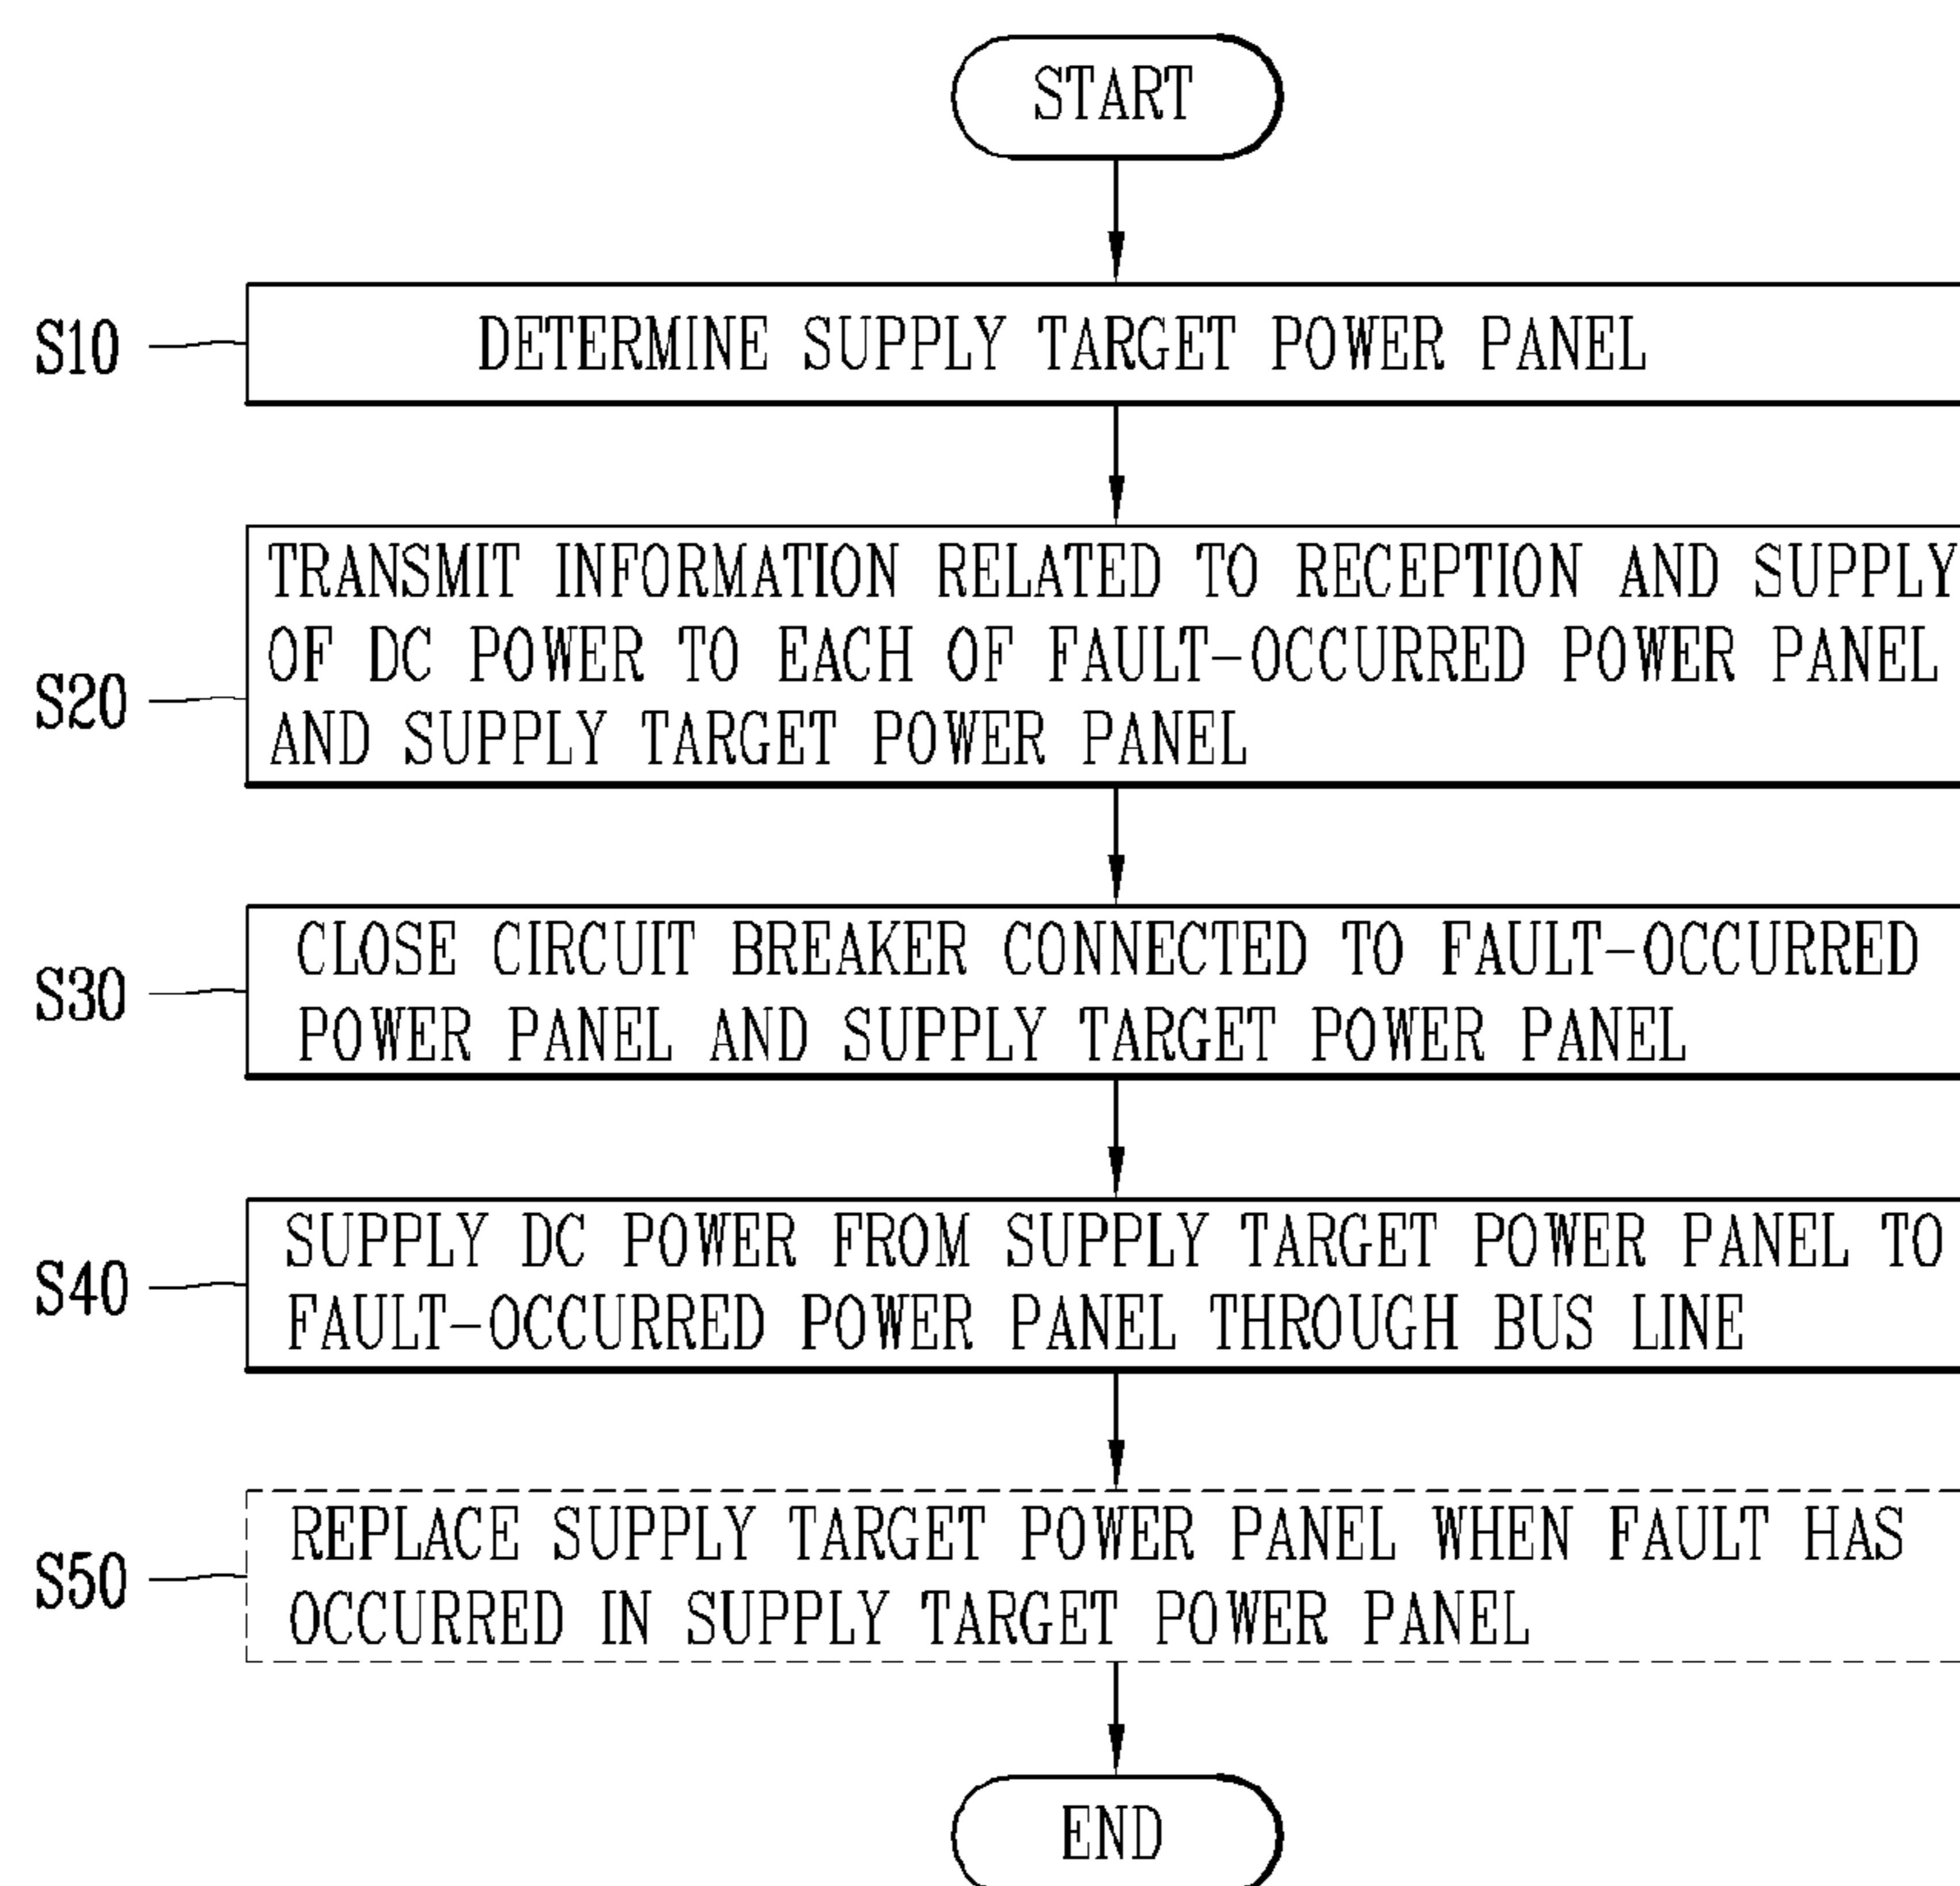 START
S10
DETERMINE SUPPLY TARGET POWER PANEL
S20
TRANSMIT INFORMATION RELATED TO RECEPTION AND SUPPLY
OF DC POWER TO EACH OF FAULT-OCCURRED POWER PANEL
AND SUPPLY TARGET POWER PANEL
S30
CLOSE CIRCUIT BREAKER CONNECTED TO FAULT-OCCURRED
POWER PANEL AND SUPPLY TARGET POWER PANEL
S40
SUPPLY DC POWER FROM SUPPLY TARGET POWER PANEL TO
FAULT-OCCURRED POWER PANEL THROUGH BUS LINE
S50
REPLACE SUPPLY TARGET POWER PANEL WHEN FAULT HAS
OCCURRED IN SUPPLY TARGET POWER PANEL
END